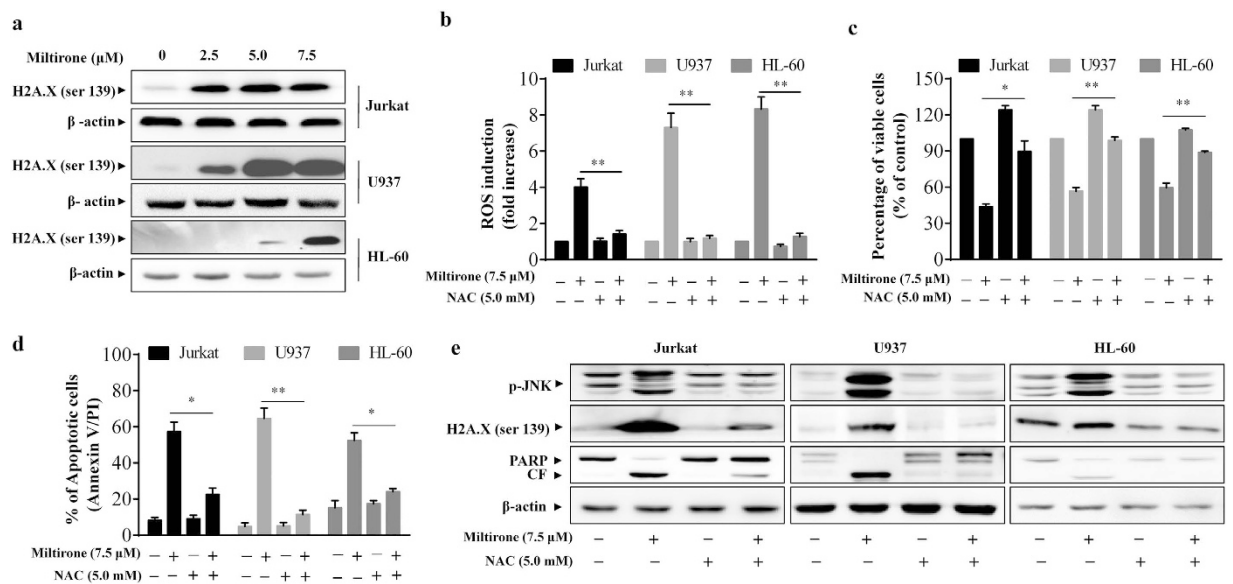 a
Miltirone (µM) 0 2.5 5.0 7.5
H2A.X (ser 139)
β -actin
Jurkat
H2A.X (ser 139)
β- actin
U937
H2A.X (ser 139)
β-actin
HL-60
b
Jurkat U937 HL-60
ROS induction
(fold increase)
10
8
6
4
2
0
** ** **
Miltirone (7.5 µM) – + – + – + – + – + – +
NAC (5.0 mM) – – + + – – + + – – + +
c
Jurkat U937 HL-60
Percentage of viable cells
(% of control)
150
120
90
60
30
0
* ** **
Miltirone (7.5 µM) – + – + – + – + – + – +
NAC (5.0 mM) – – + + – – + + – – + +
d
Jurkat U937 HL-60
% of Apoptotic cells
(Annexin V/PI)
100
80
60
40
20
0
* ** *
Miltirone (7.5 µM) – + – + – + – + – + – +
NAC (5.0 mM) – – + + – – + + – – + +
e
Jurkat U937 HL-60
p-JNK
H2A.X (ser 139)
PARP
CF
β-actin
Miltirone (7.5 µM) – + – + – + – + – + – +
NAC (5.0 mM) – – + + – – + + – – + +